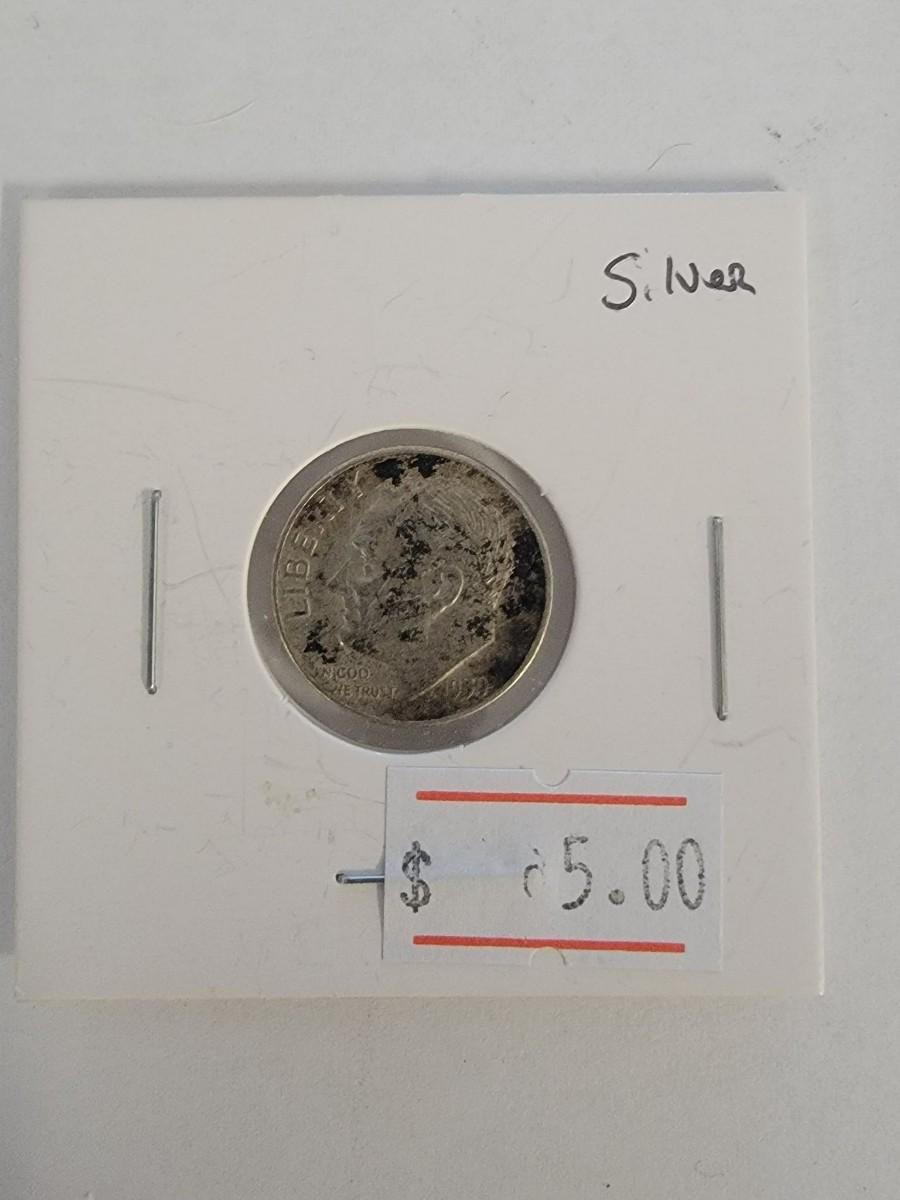 Silver
LIBERTY
IN GOD
WE TRUST
$ 5.00